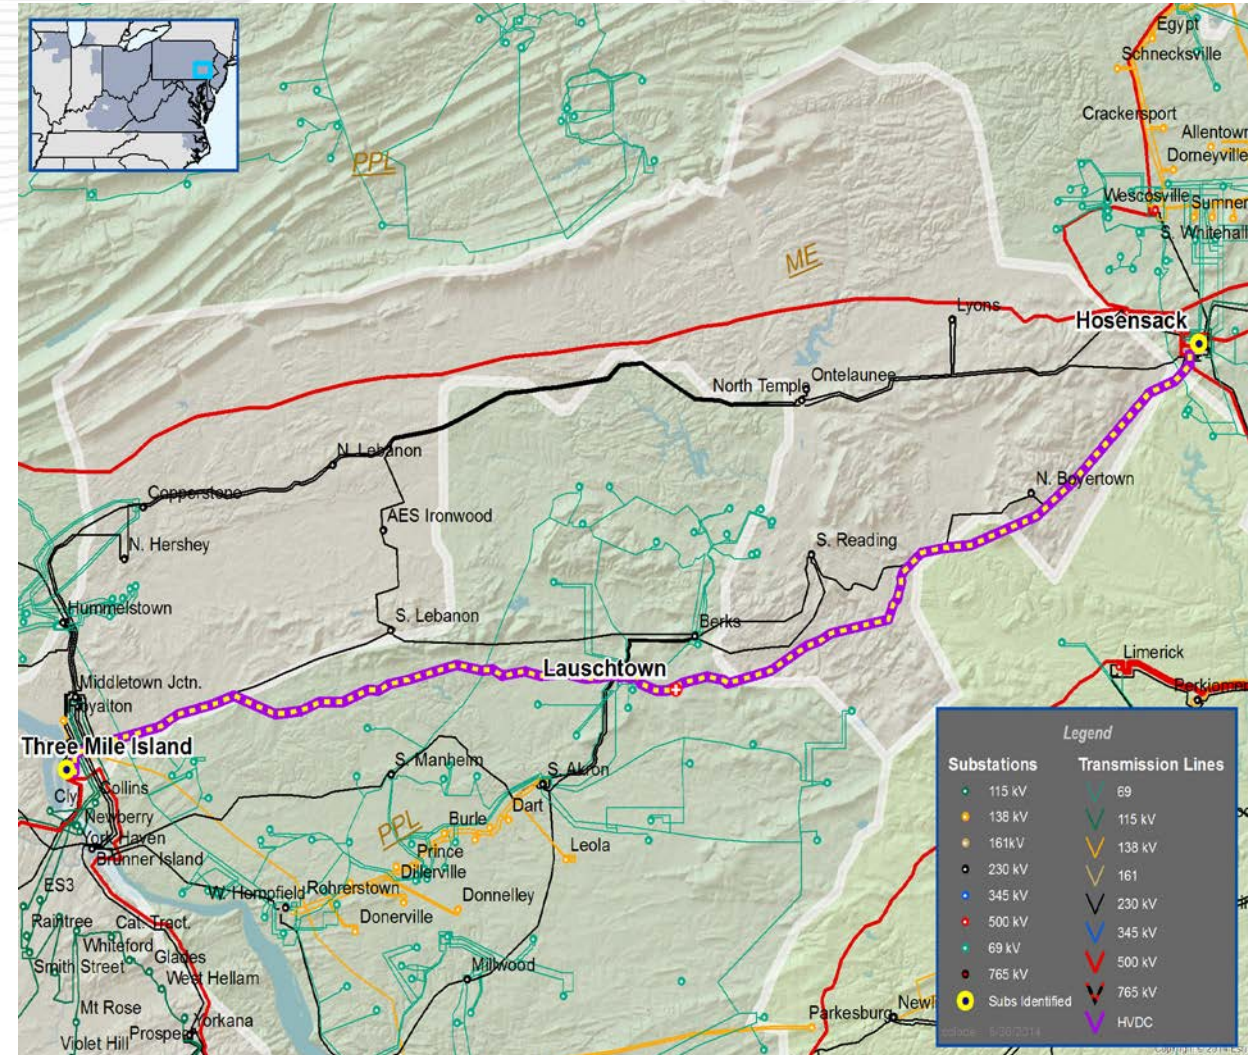 Egypt
Schnecksville
Crackersport
Allentown
PPL
Dorneyville
Wescosville
Sumner
S. Whitehall
ME
Lyons
Hosensack
North Temple
Ontelaunee
N. Lebanon
N. Boyertown
Copperstone
AES Ironwood
N. Hershey
S. Reading
Hummelstown
S. Lebanon
Berks
Limerick
Lauschtown
Middletown Jctn.
Royalton
Three Mile Island
S. Manheim
S. Akron
Collins
Cly
Dart
Newberry
Burle
PPL
York Haven
Leola
Prince
Brunner Island
Dillerville
ES3
W. Hempfield
Rohrerstown
Donnelley
Raintree
Cat. Tract.
Donerville
Whiteford
Glades
Smith Street
West Hellam
Millwood
Mt Rose
Yorkana
Prospect
Violet Hill
Parkesburg
Legend
Substations
Transmission Lines
115 kV
69
138 kV
115 kV
161kV
138 kV
230 kV
161
345 kV
230 kV
500 kV
345 kV
69 kV
500 kV
765 kV
765 kV
Subs Identified
HVDC